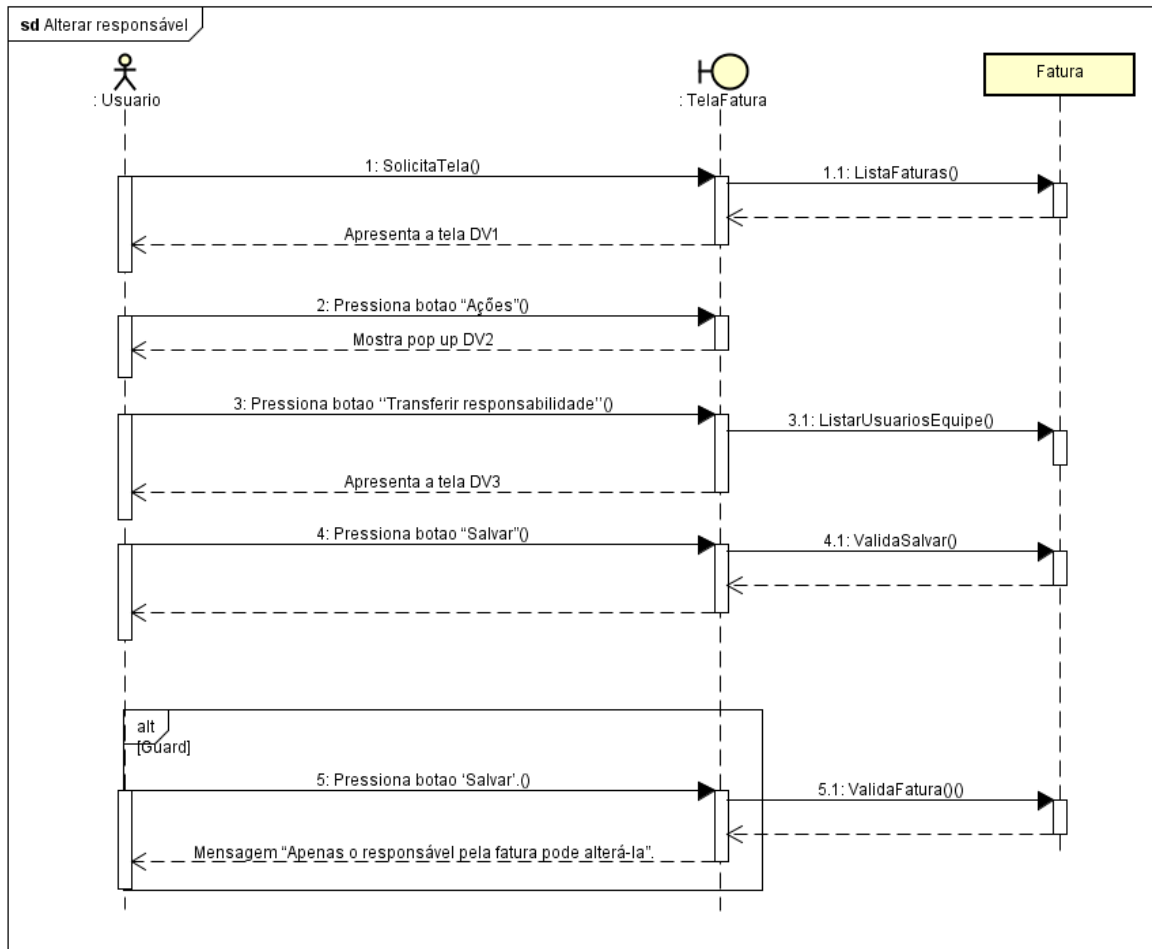 sd Alterar responsável
: Usuario
: TelaFatura
Fatura
1: SolicitaTela()
1.1: ListaFaturas()
Apresenta a tela DV1
2: Pressiona botao “Ações”()
Mostra pop up DV2
3: Pressiona botao ‘‘Transferir responsabilidade’’()
3.1: ListarUsuariosEquipe()
Apresenta a tela DV3
4: Pressiona botao “Salvar”()
4.1: ValidaSalvar()
alt
[Guard]
5: Pressiona botao ‘Salvar’.()
5.1: ValidaFatura()()
Mensagem “Apenas o responsável pela fatura pode alterá-la”.